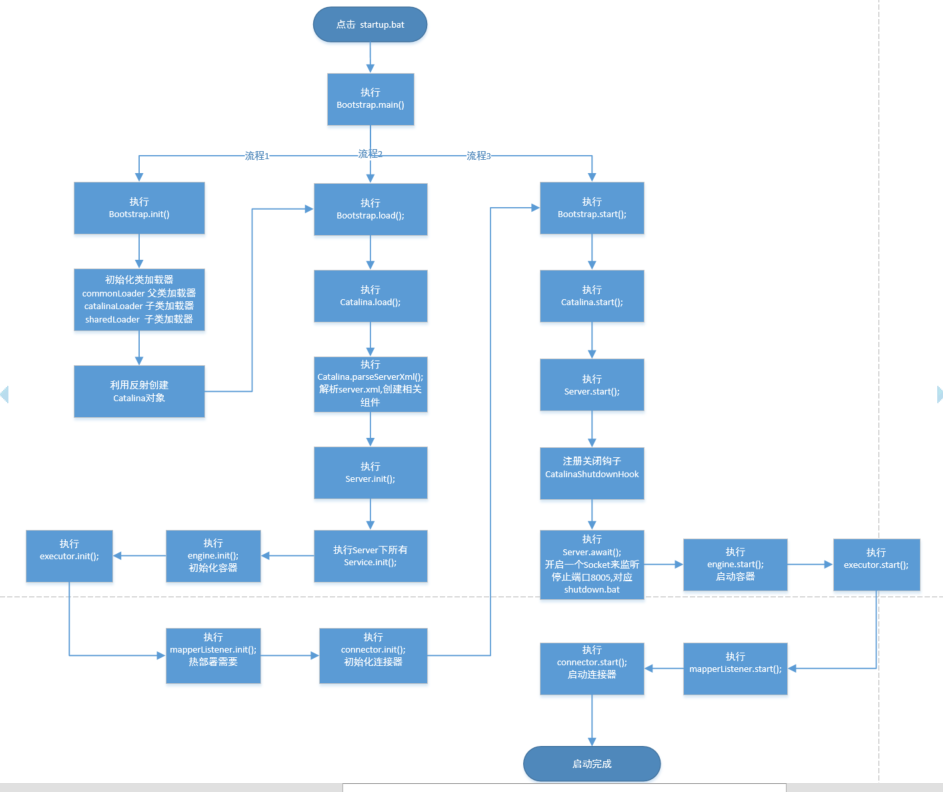 点击 startup.bat
执行
Bootstrap.main()
流程1
流程2
流程3
执行
Bootstrap.init()
初始化类加载器
commonLoader 父类加载器
catalinaLoader 子类加载器
sharedLoader 子类加载器
利用反射创建
Catalina对象
执行
Bootstrap.load();
执行
Catalina.load();
执行
Catalina.parseServerXml();
解析server.xml,创建相关
组件
执行
Server.init();
执行Server下所有
Service.init();
执行
engine.init();
初始化容器
执行
executor.init();
执行
mapperListener.init();
热部署需要
执行
connector.init();
初始化连接器
执行
Bootstrap.start();
执行
Catalina.start();
执行
Server.start();
注册关闭钩子
CatalinaShutdownHook
执行
Server.await();
开启一个Socket来监听
停止端口8005,对应
shutdown.bat
执行
engine.start();
启动容器
执行
executor.start();
执行
mapperListener.start();
执行
connector.start();
启动连接器
启动完成